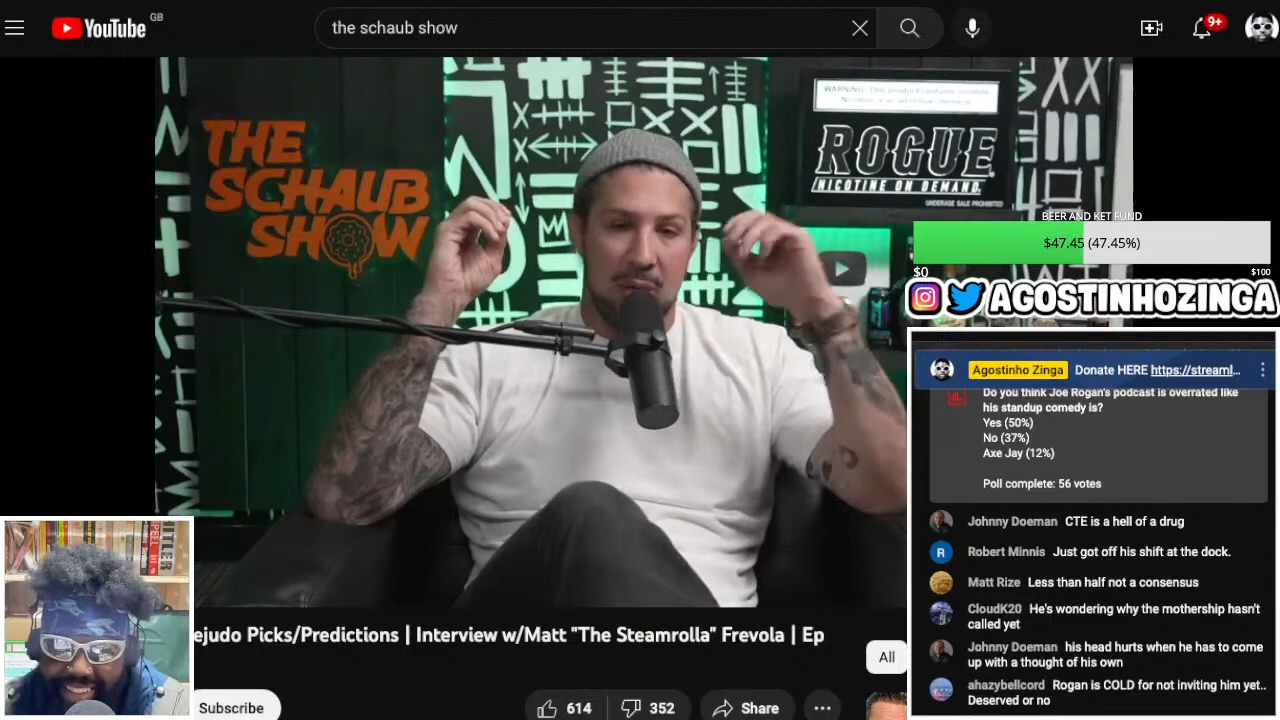 YouTube
GB
the schaub show
9+
THE
SCHAUB
SHOW
ROGUE
NICOTINE ON DEMAND.
UNDERAGE SALE PROHIBITED
BEER AND KET FUND
$47.45 (47.45%)
$0
$100
AGOSTINHOZINGA
Agostinho Zinga Donate HERE https://streaml...
Do you think Joe Rogan's podcast is overrated like
his standup comedy is?
Yes (50%)
No (37%)
Axe Jay (12%)
Poll complete: 56 votes
Johnny Doeman CTE is a hell of a drug
R
Robert Minnis Just got off his shift at the dock.
Matt Rize Less than half not a consensus
CloudK20 He's wondering why the mothership hasn't
called yet
Johnny Doeman his head hurts when he has to come
up with a thought of his own
ahazybellcord Rogan is COLD for not inviting him yet..
Deserved or no
ejudo Picks/Predictions | Interview w/Matt "The Steamrolla" Frevola | Ep
All
Subscribe
614
352
Share